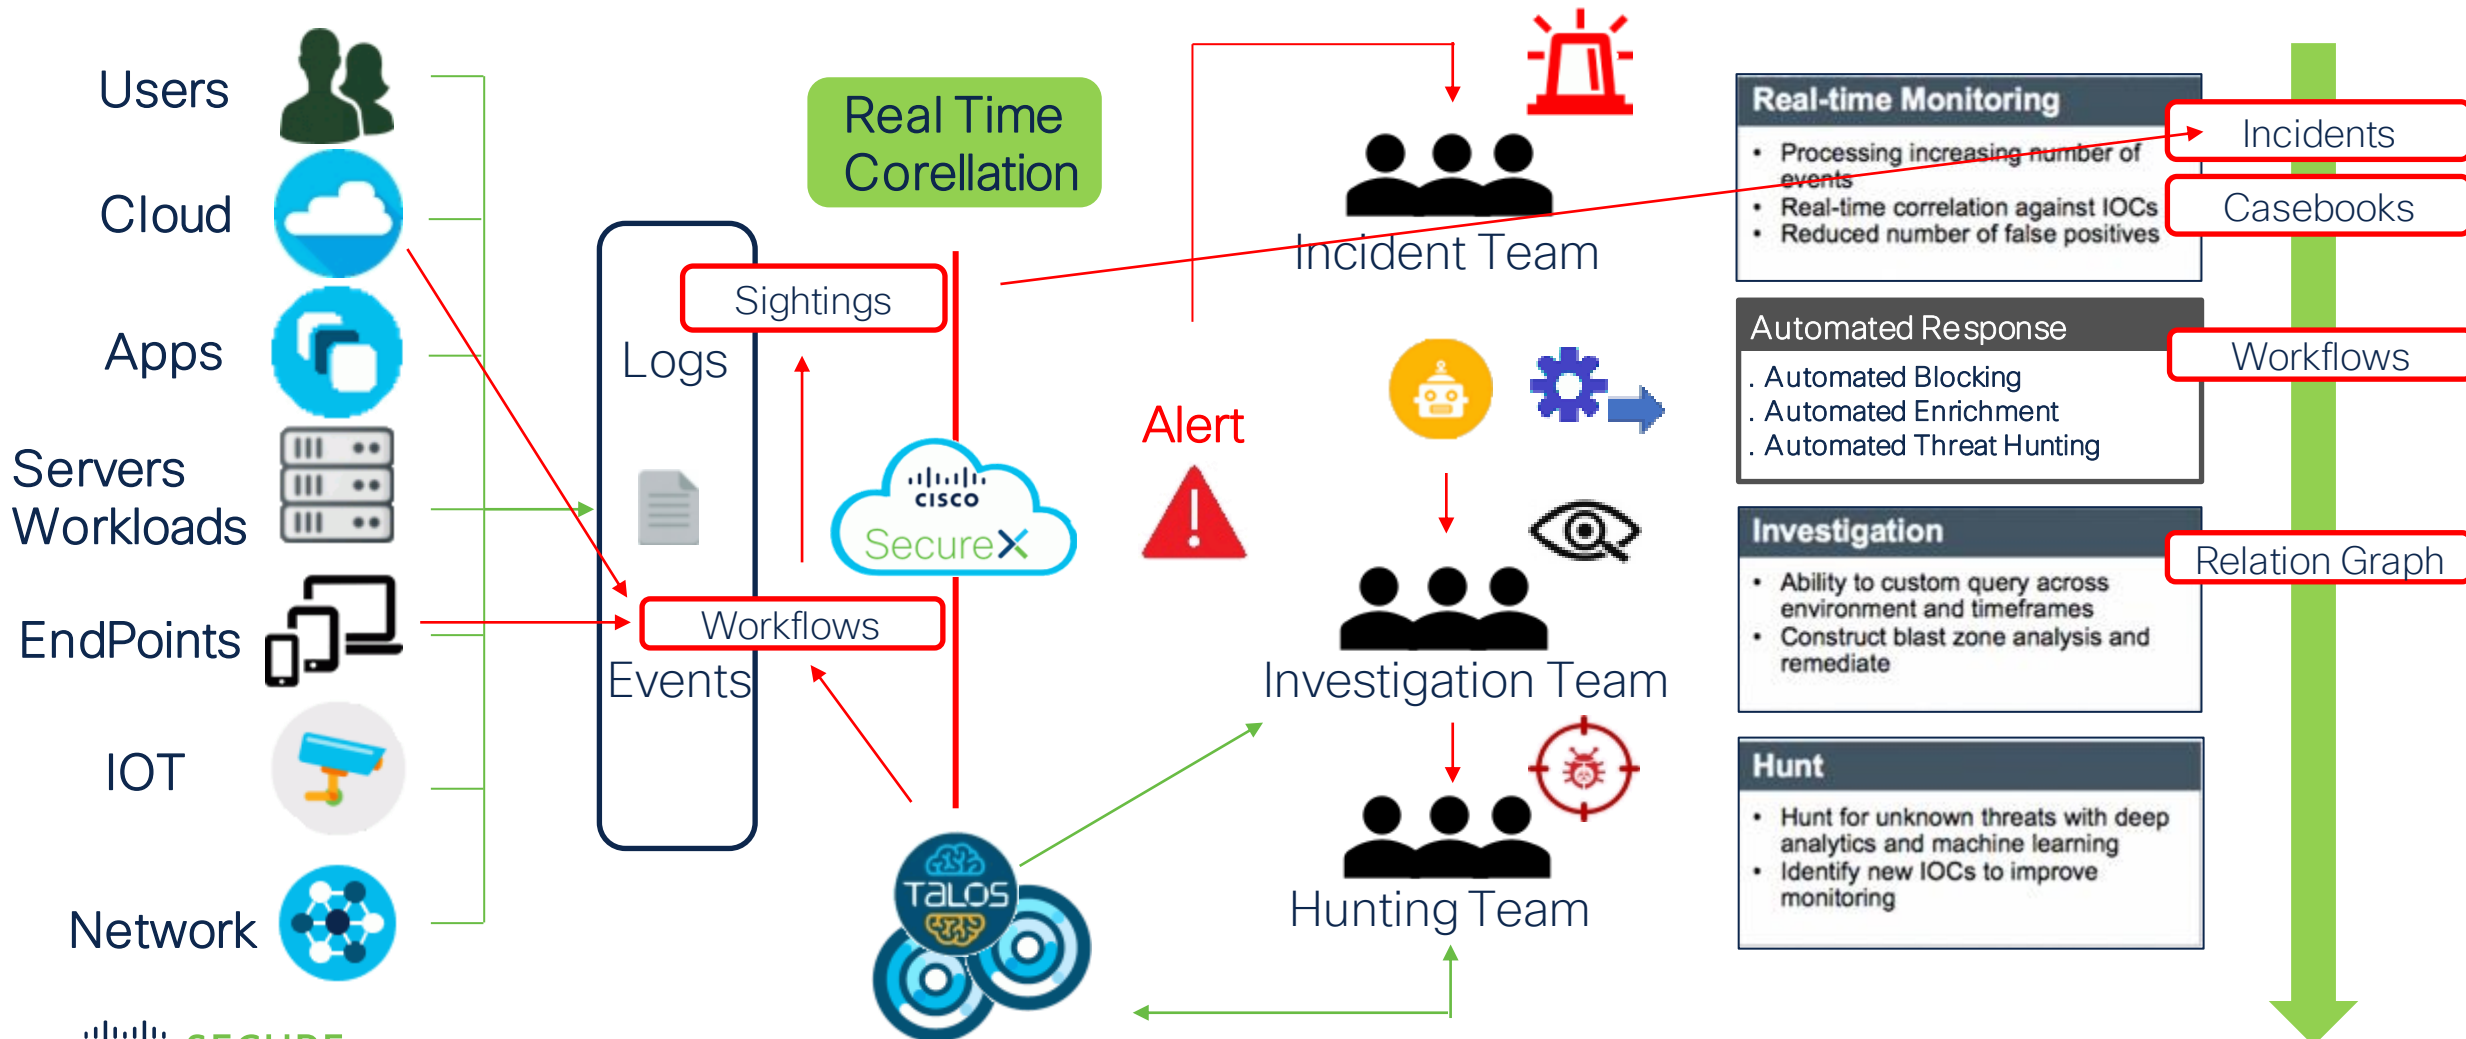 Users
Cloud
Apps
Servers
Workloads
EndPoints
IOT
Network
Real Time
Corellation
Sightings
Logs
Workflows
Events
CISCO
SecureX
TALOS
Alert
Incident Team
Investigation Team
Hunting Team
Real-time Monitoring
• Processing increasing number of
events
• Real-time correlation against IOCs
• Reduced number of false positives
Automated Response
. Automated Blocking
. Automated Enrichment
. Automated Threat Hunting
Investigation
• Ability to custom query across
environment and timeframes
• Construct blast zone analysis and
remediate
Hunt
• Hunt for unknown threats with deep
analytics and machine learning
• Identify new IOCs to improve
monitoring
Incidents
Casebooks
Workflows
Relation Graph
SECURE